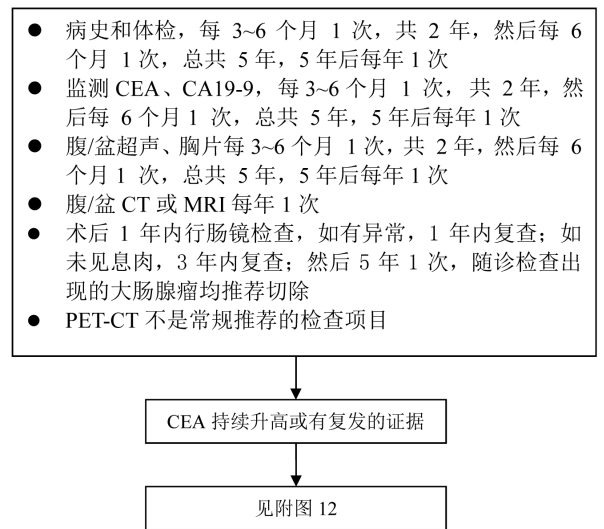 ● 病史和体检，每 3~6 个月 1 次，共 2 年，然后每 6
个月 1 次，总共 5 年，5 年后每年 1 次
● 监测 CEA、CA19-9，每 3~6 个月 1 次，共 2 年，然
后每 6 个月 1 次，总共 5 年，5 年后每年 1 次
● 腹/盆超声、胸片每 3~6 个月 1 次，共 2 年，然后每 6
个月 1 次，总共 5 年，5 年后每年 1 次
● 腹/盆 CT 或 MRI 每年 1 次
● 术后 1 年内行肠镜检查，如有异常，1 年内复查；如
未见息肉，3 年内复查；然后 5 年 1 次，随诊检查出
现的大肠腺瘤均推荐切除
● PET-CT 不是常规推荐的检查项目
CEA 持续升高或有复发的证据
见附图 12